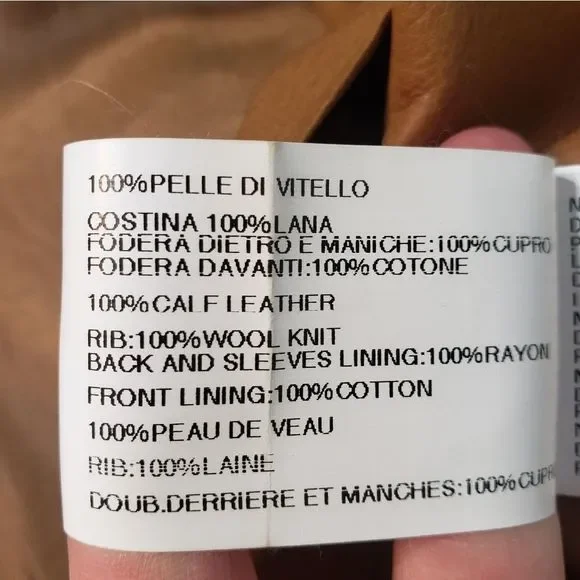 100%PELLE DI VITELLO
COSTINA 100%LANA
FODERA DIETRO E MANICHE:100%CUPRO
FODERA DAVANTI:100%COTONE
100%CALF LEATHER
RIB:100%WOOL KNIT
BACK AND SLEEVES LINING:100%RAYON
FRONT LINING:100%COTTON
100%PEAU DE VEAU
RIB:100%LAINE
DOUB.DERRIERE ET MANCHES:100%